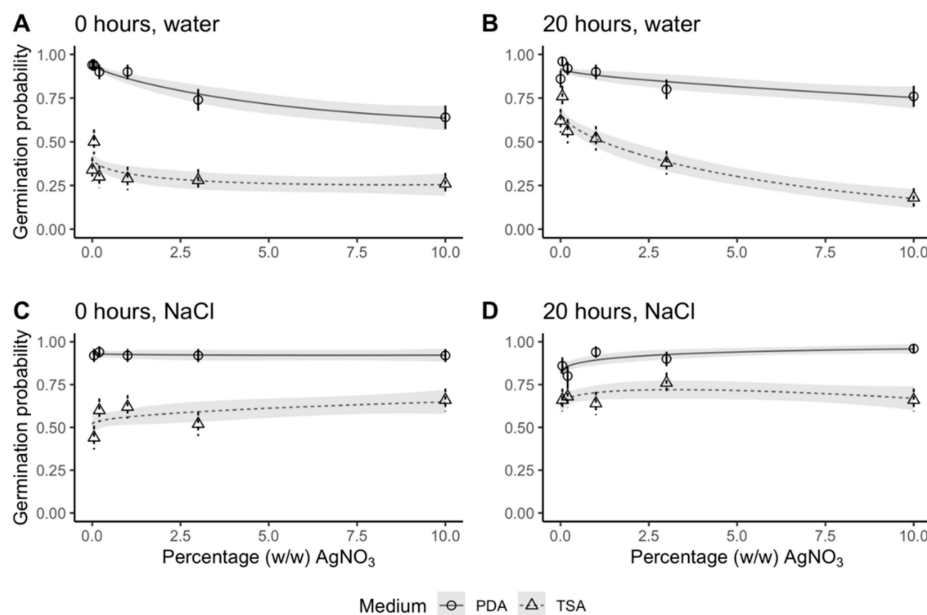 A 0 hours, water
B 20 hours, water
Germination probability
1.00
0.75
0.50
0.25
0.00
0.0 2.5 5.0 7.5 10.0
Germination probability
1.00
0.75
0.50
0.25
0.00
0.0 2.5 5.0 7.5 10.0
C 0 hours, NaCl
D 20 hours, NaCl
Germination probability
1.00
0.75
0.50
0.25
0.00
0.0 2.5 5.0 7.5 10.0
Percentage (w/w) AgNO₃
1.00
0.75
0.50
0.25
0.00
0.0 2.5 5.0 7.5 10.0
Percentage (w/w) AgNO₃
Medium PDA TSA